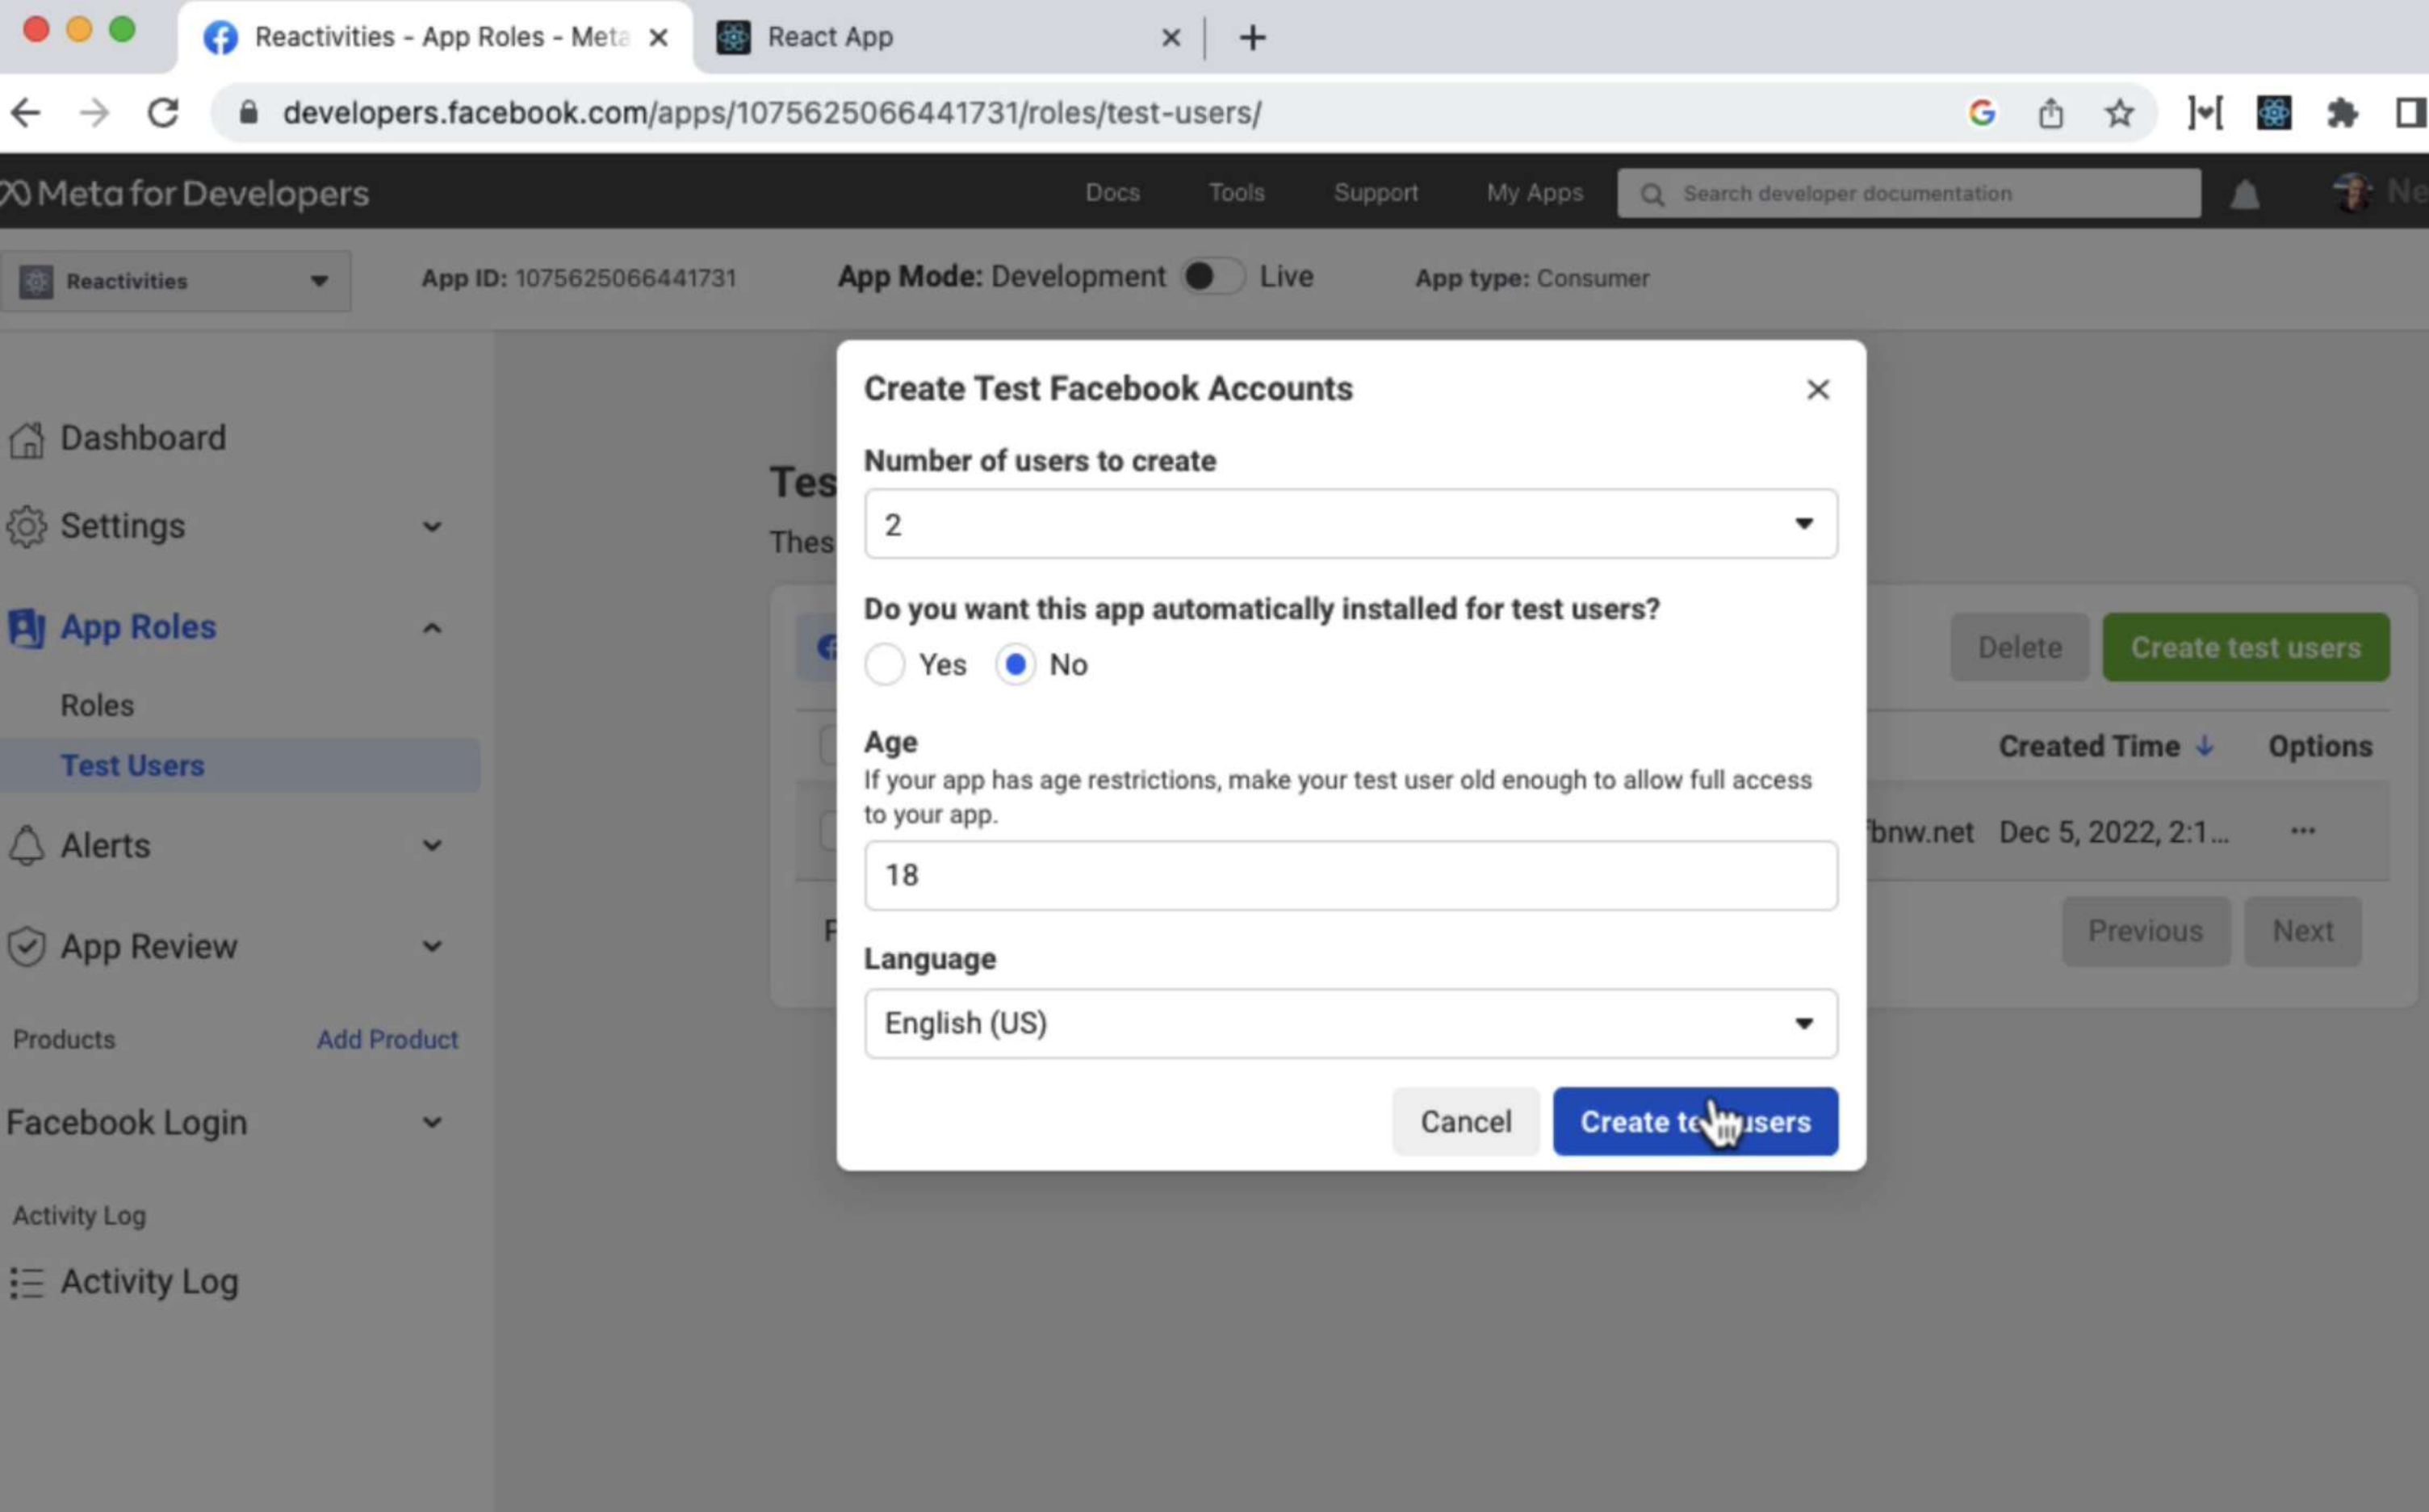 Reactivities - App Roles - Meta
React App
developers.facebook.com/apps/1075625066441731/roles/test-users/
Meta for Developers
Docs
Tools
Support
My Apps
Search developer documentation
Ne
Reactivities
App ID: 1075625066441731
App Mode: Development
Live
App type: Consumer
Dashboard
Settings
App Roles
Roles
Test Users
Alerts
App Review
Products
Add Product
Facebook Login
Activity Log
Activity Log
Tes
Thes
Create Test Facebook Accounts
Number of users to create
2
Do you want this app automatically installed for test users?
Yes
No
Age
If your app has age restrictions, make your test user old enough to allow full access
to your app.
18
Language
English (US)
Cancel
Create users
Delete
Create test users
Created Time
Options
fbnw.net
Dec 5, 2022, 2:1...
Previous
Next